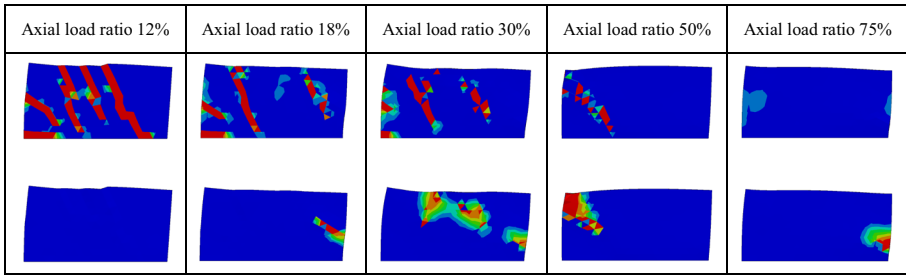 Axial load ratio 12%
Axial load ratio 18%
Axial load ratio 30%
Axial load ratio 50%
Axial load ratio 75%